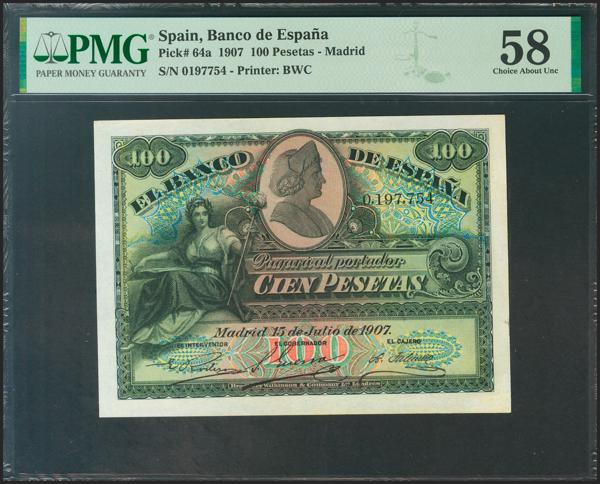 PMG
PAPER MONEY GUARANTY
Spain, Banco de España
Pick# 64a 1907 100 Pesetas - Madrid
S/N 0197754 - Printer: BWC
58
Choice About Unc
100
100
EL BANCO DE ESPAÑA
0,197,754
Pagará al portador
CIEN PESETAS
Madrid 15 de Julio de 1907.
EL INTERVENTOR
EL GOBERNADOR
EL CAJERO
100
Wilkinson & Company